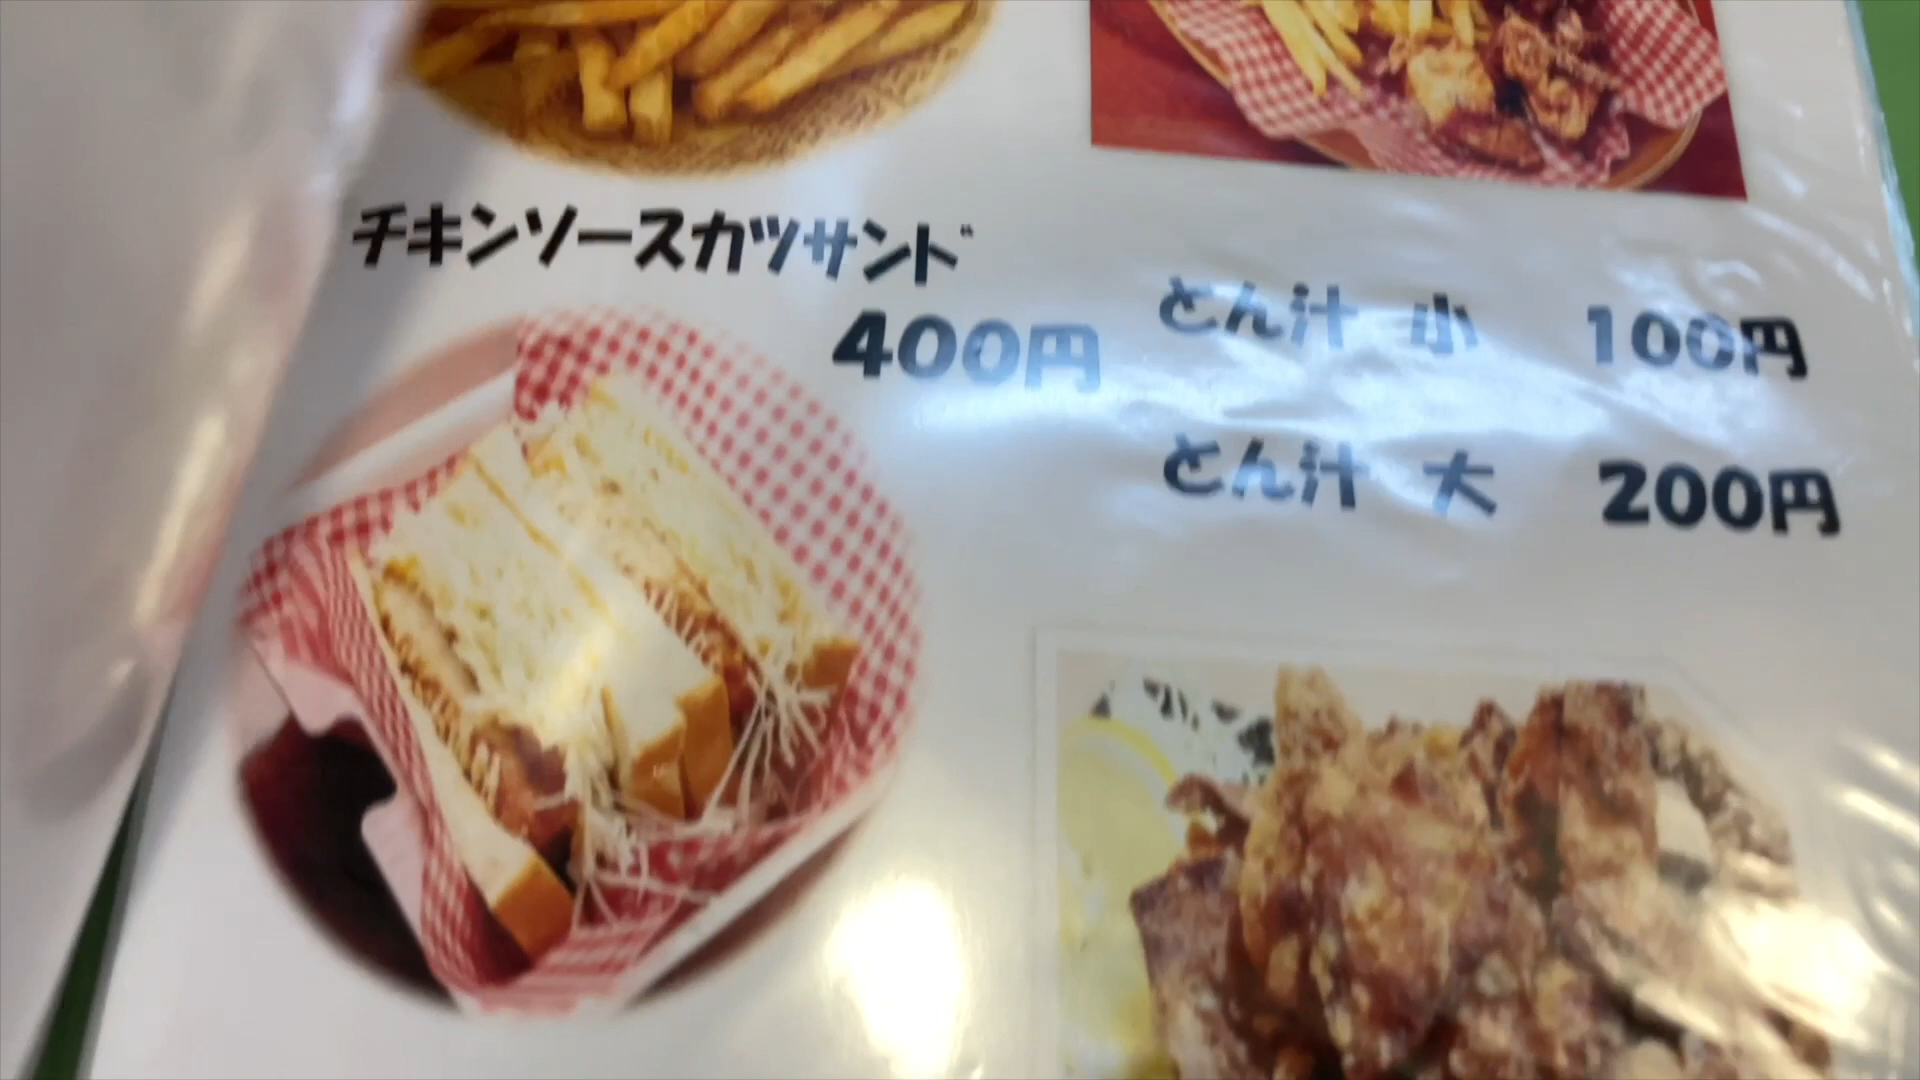 チキンソースカツサンド
400円
とん汁 小 100円
とん汁 大 200円